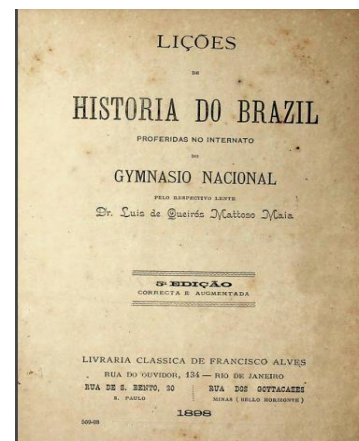 LIÇÕES
DE
HISTORIA DO BRAZIL
PROFERIDAS NO INTERNATO
DO
GYMNASIO NACIONAL
PELO RESPECTIVO LENTE
Dr. Luis de Queirós Mattoso Maia
5ª EDIÇÃO
CORRECTA E AUGMENTADA
LIVRARIA CLASSICA DE FRANCISCO ALVES
RUA DO OUVIDOR, 134 — RIO DE JANEIRO
RUA DE S. BENTO, 20 RUA DOS GOYTACAZES
S. PAULO MINAS (BELLO HORIZONTE)
1898